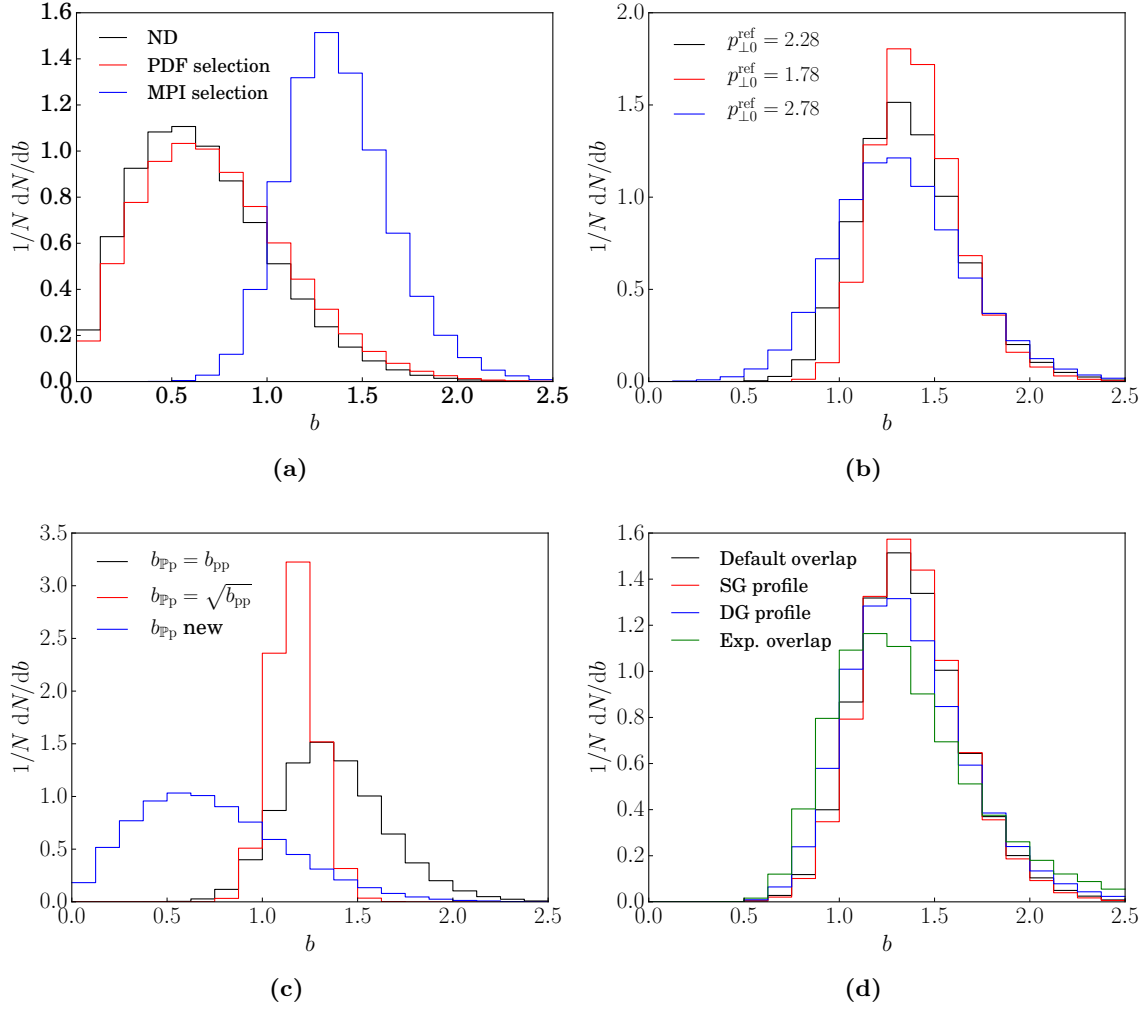 1.6
1.4
1.2
1.0
0.8
0.6
0.4
0.2
0.0
1/N dN/db
ND
PDF selection
MPI selection
0.0 0.5 1.0 1.5 2.0 2.5
b
(a)
2.0
1.5
1.0
0.5
0.0
1/N dN/db
p⊥0^ref = 2.28
p⊥0^ref = 1.78
p⊥0^ref = 2.78
0.0 0.5 1.0 1.5 2.0 2.5
b
(b)
3.5
3.0
2.5
2.0
1.5
1.0
0.5
0.0
1/N dN/db
b_ℙp = b_pp
b_ℙp = √b_pp
b_ℙp new
0.0 0.5 1.0 1.5 2.0 2.5
b
(c)
1.6
1.4
1.2
1.0
0.8
0.6
0.4
0.2
0.0
1/N dN/db
Default overlap
SG profile
DG profile
Exp. overlap
0.0 0.5 1.0 1.5 2.0 2.5
b
(d)